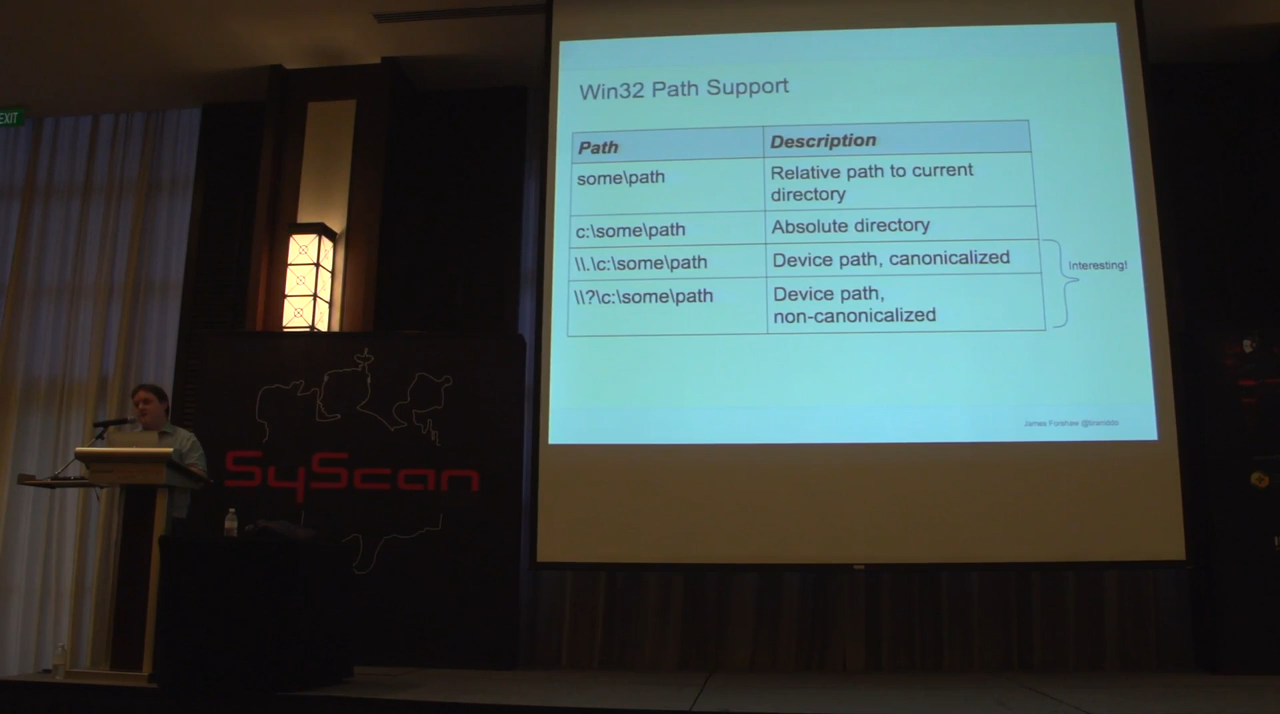 EXIT
Win32 Path Support
Path Description
some\path Relative path to current
directory
c:\some\path Absolute directory
\\.\c:\some\path Device path, canonicalized
\\?\c:\some\path Device path,
non-canonicalized
Interesting!
James Forshaw @tiraniddo
SyScan